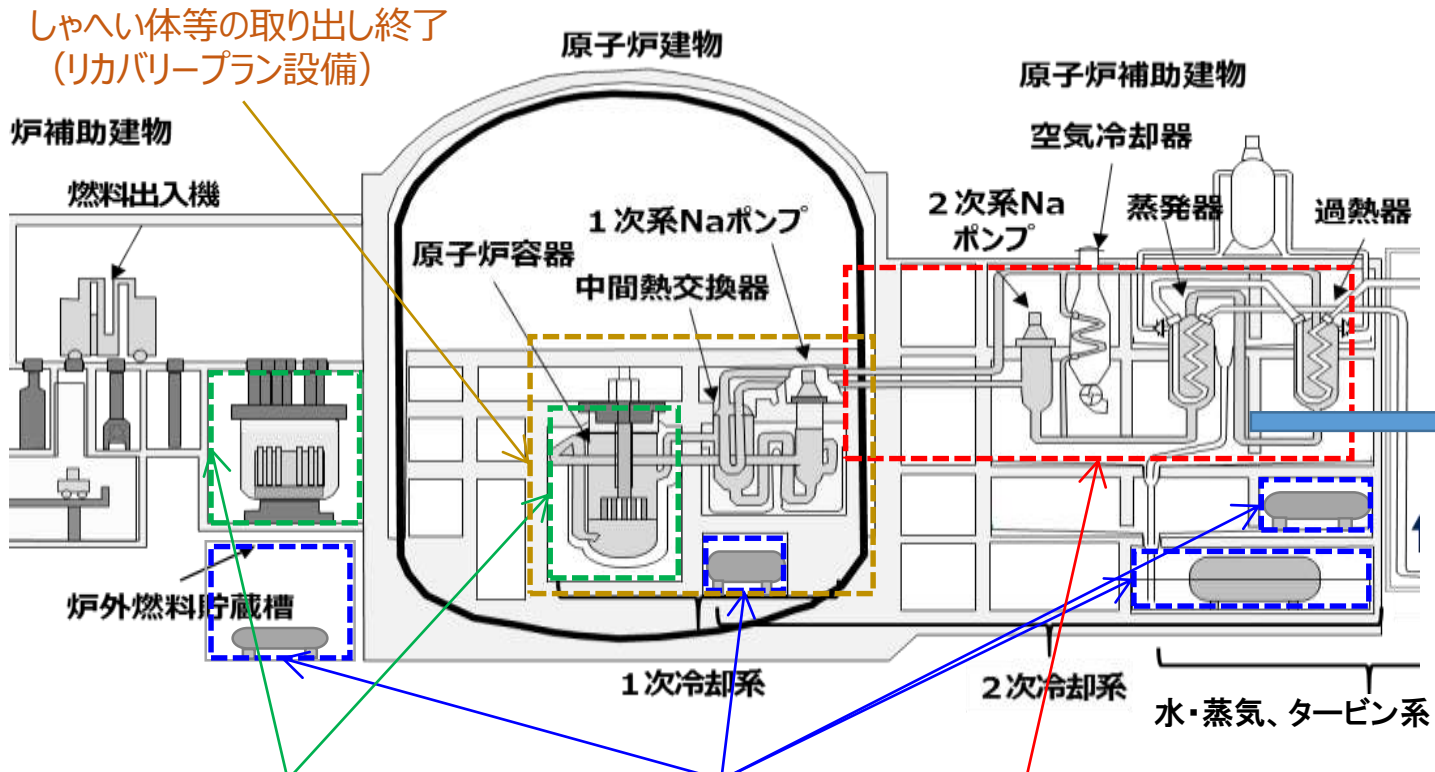 しゃへい体等の取り出し終了
（リカバリープラン設備）
原子炉建物
原子炉補助建物
炉補助建物
空気冷却器
燃料出入機
２次系Na
ポンプ
蒸発器
過熱器
１次系Naポンプ
原子炉容器
中間熱交換器
炉外燃料貯蔵槽
１次冷却系
２次冷却系
水・蒸気、タービン系